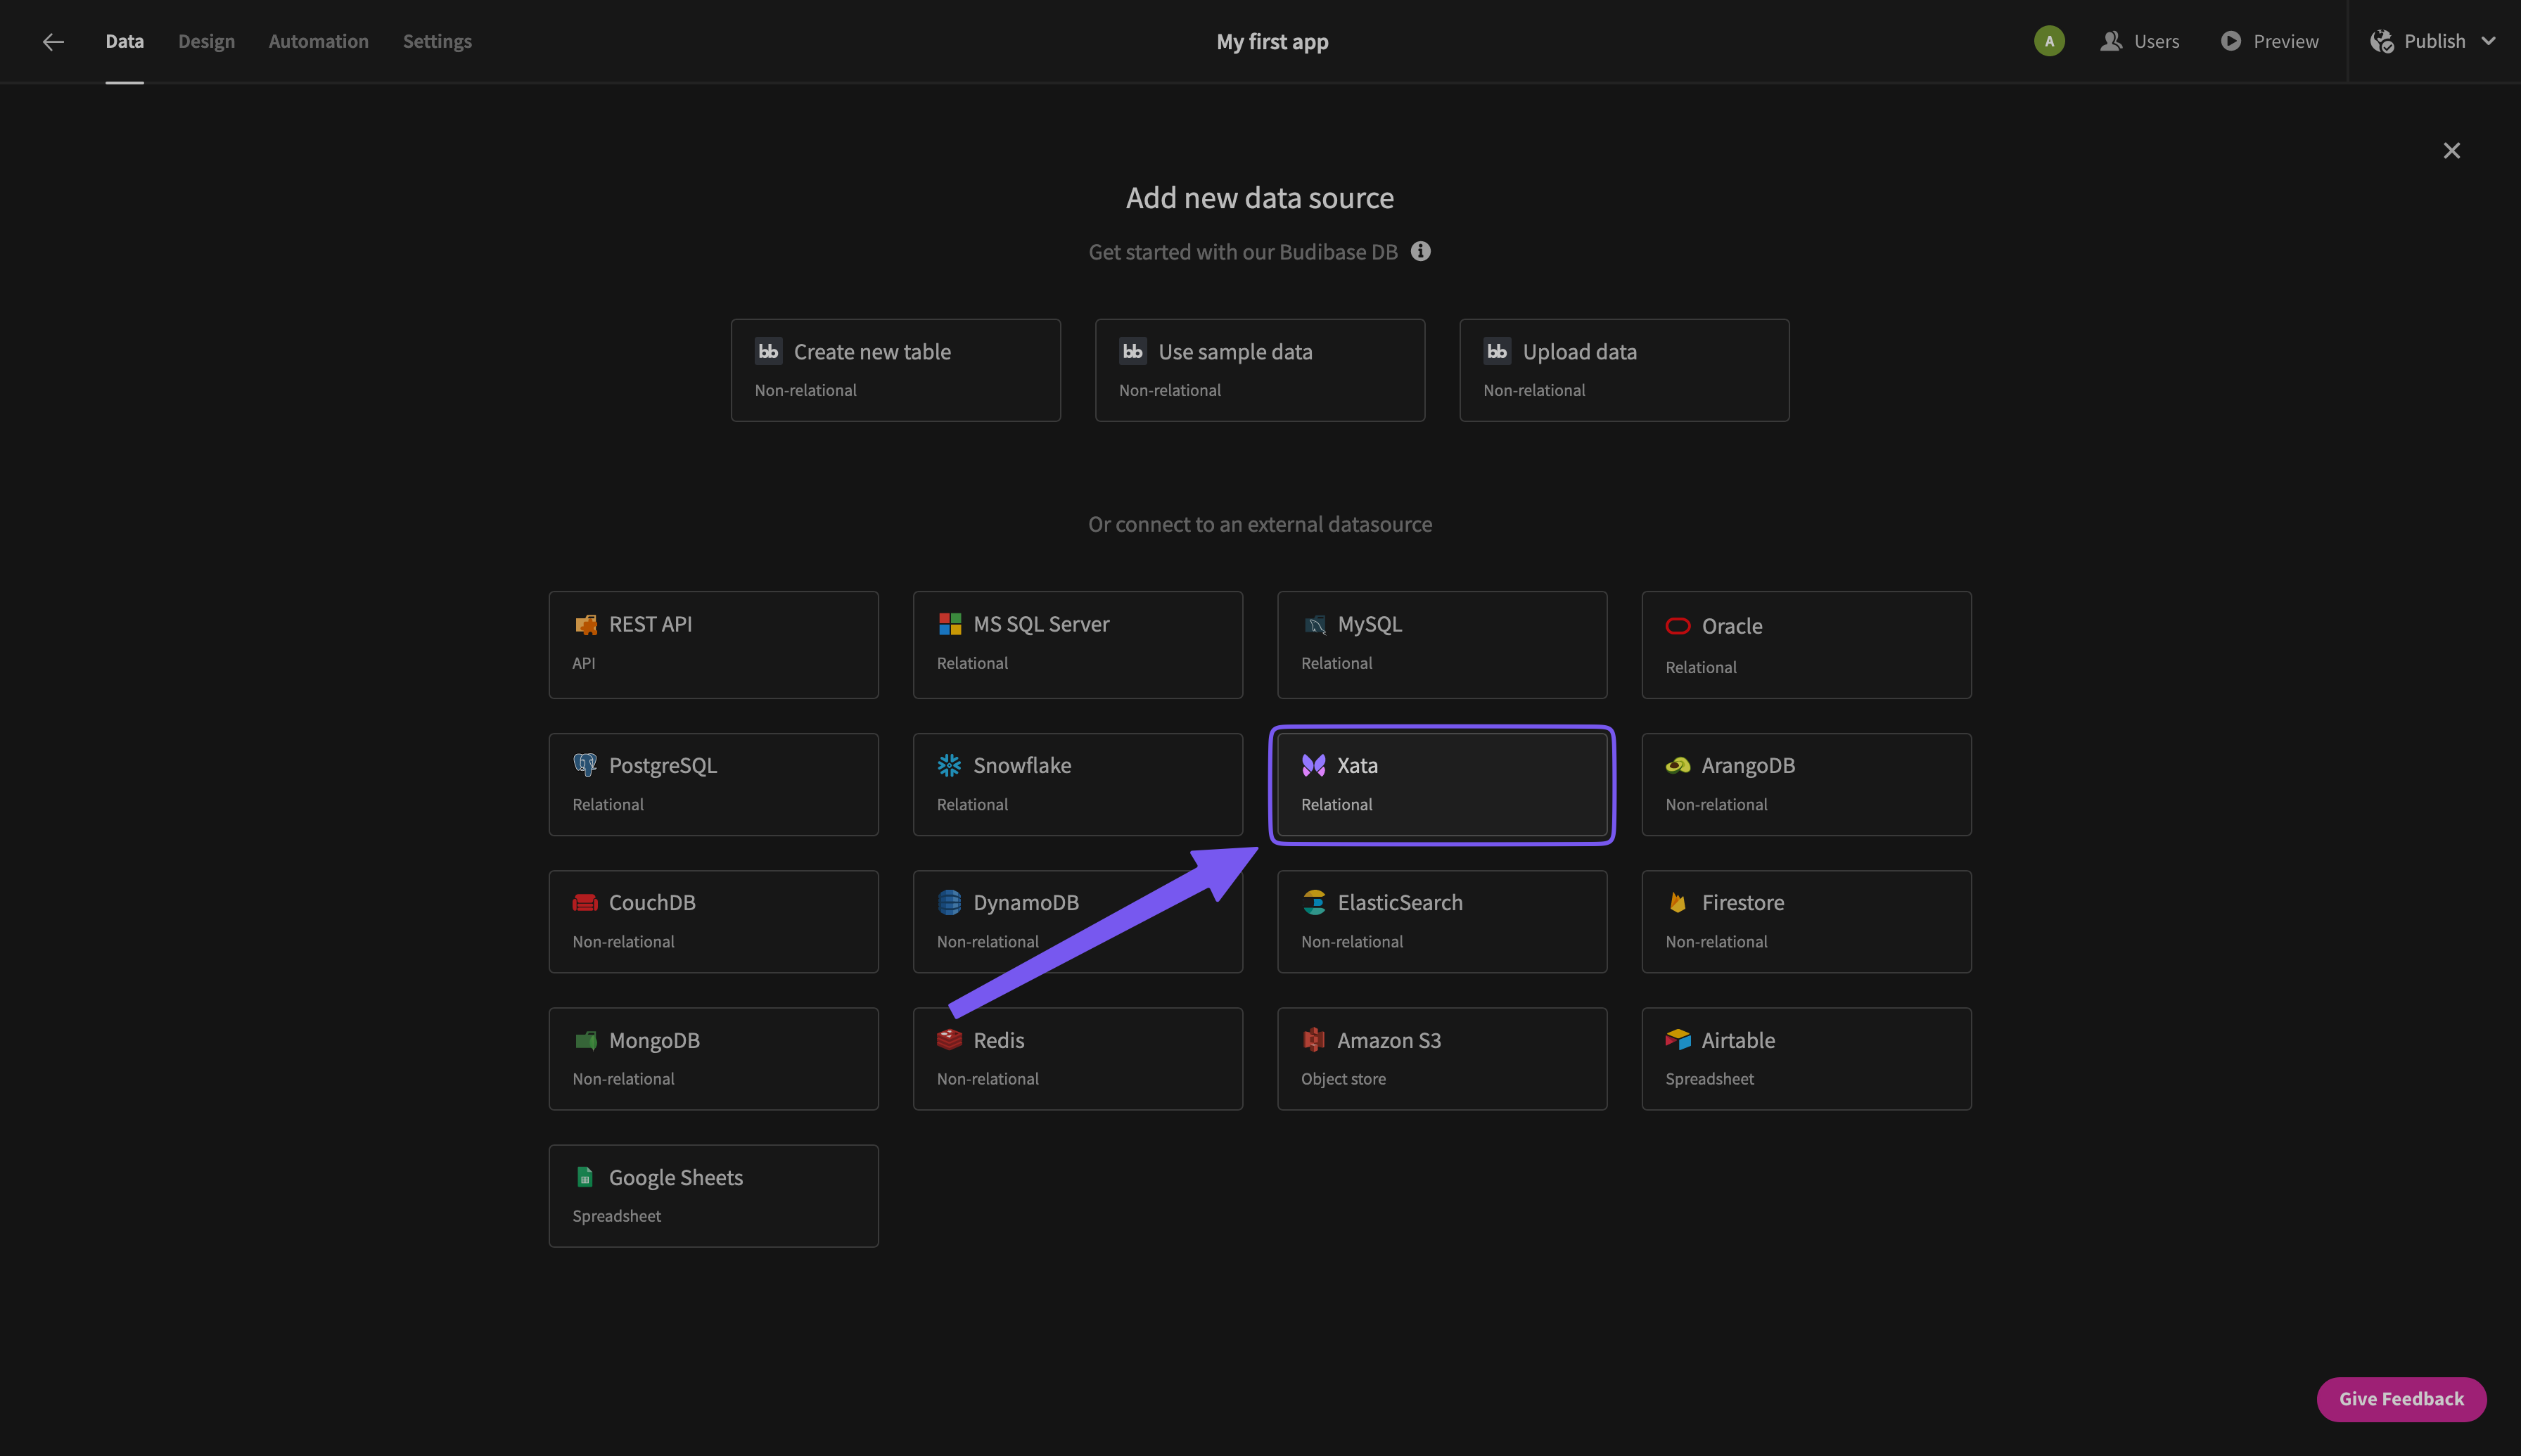 Data Design Automation Settings My first app A Users Preview Publish
Add new data source
Get started with our Budibase DB
bb Create new table
Non-relational
bb Use sample data
Non-relational
bb Upload data
Non-relational
Or connect to an external datasource
REST API
API
MS SQL Server
Relational
MySQL
Relational
Oracle
Relational
PostgreSQL
Relational
Snowflake
Relational
Xata
Relational
ArangoDB
Non-relational
CouchDB
Non-relational
DynamoDB
Non-relational
ElasticSearch
Non-relational
Firestore
Non-relational
MongoDB
Non-relational
Redis
Non-relational
Amazon S3
Object store
Airtable
Spreadsheet
Google Sheets
Spreadsheet
Give Feedback